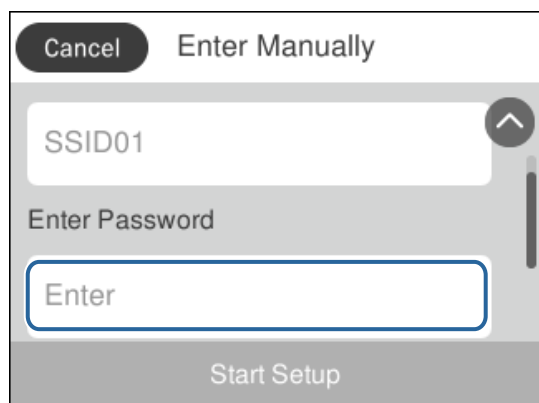 Cancel Enter Manually
SSID01
Enter Password
Enter
Start Setup